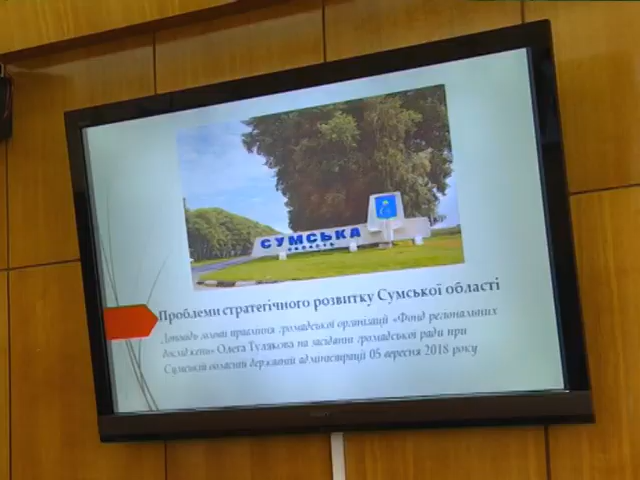 СУМСЬКА
ОБЛАСТЬ
Проблеми стратегічного розвитку Сумської області
Доповідь голови правління громадської організації «Фонд регіональних
досліджень» Олега Тулякова на засіданні громадської ради при
Сумській обласній державній адміністрації 05 вересня 2018 року